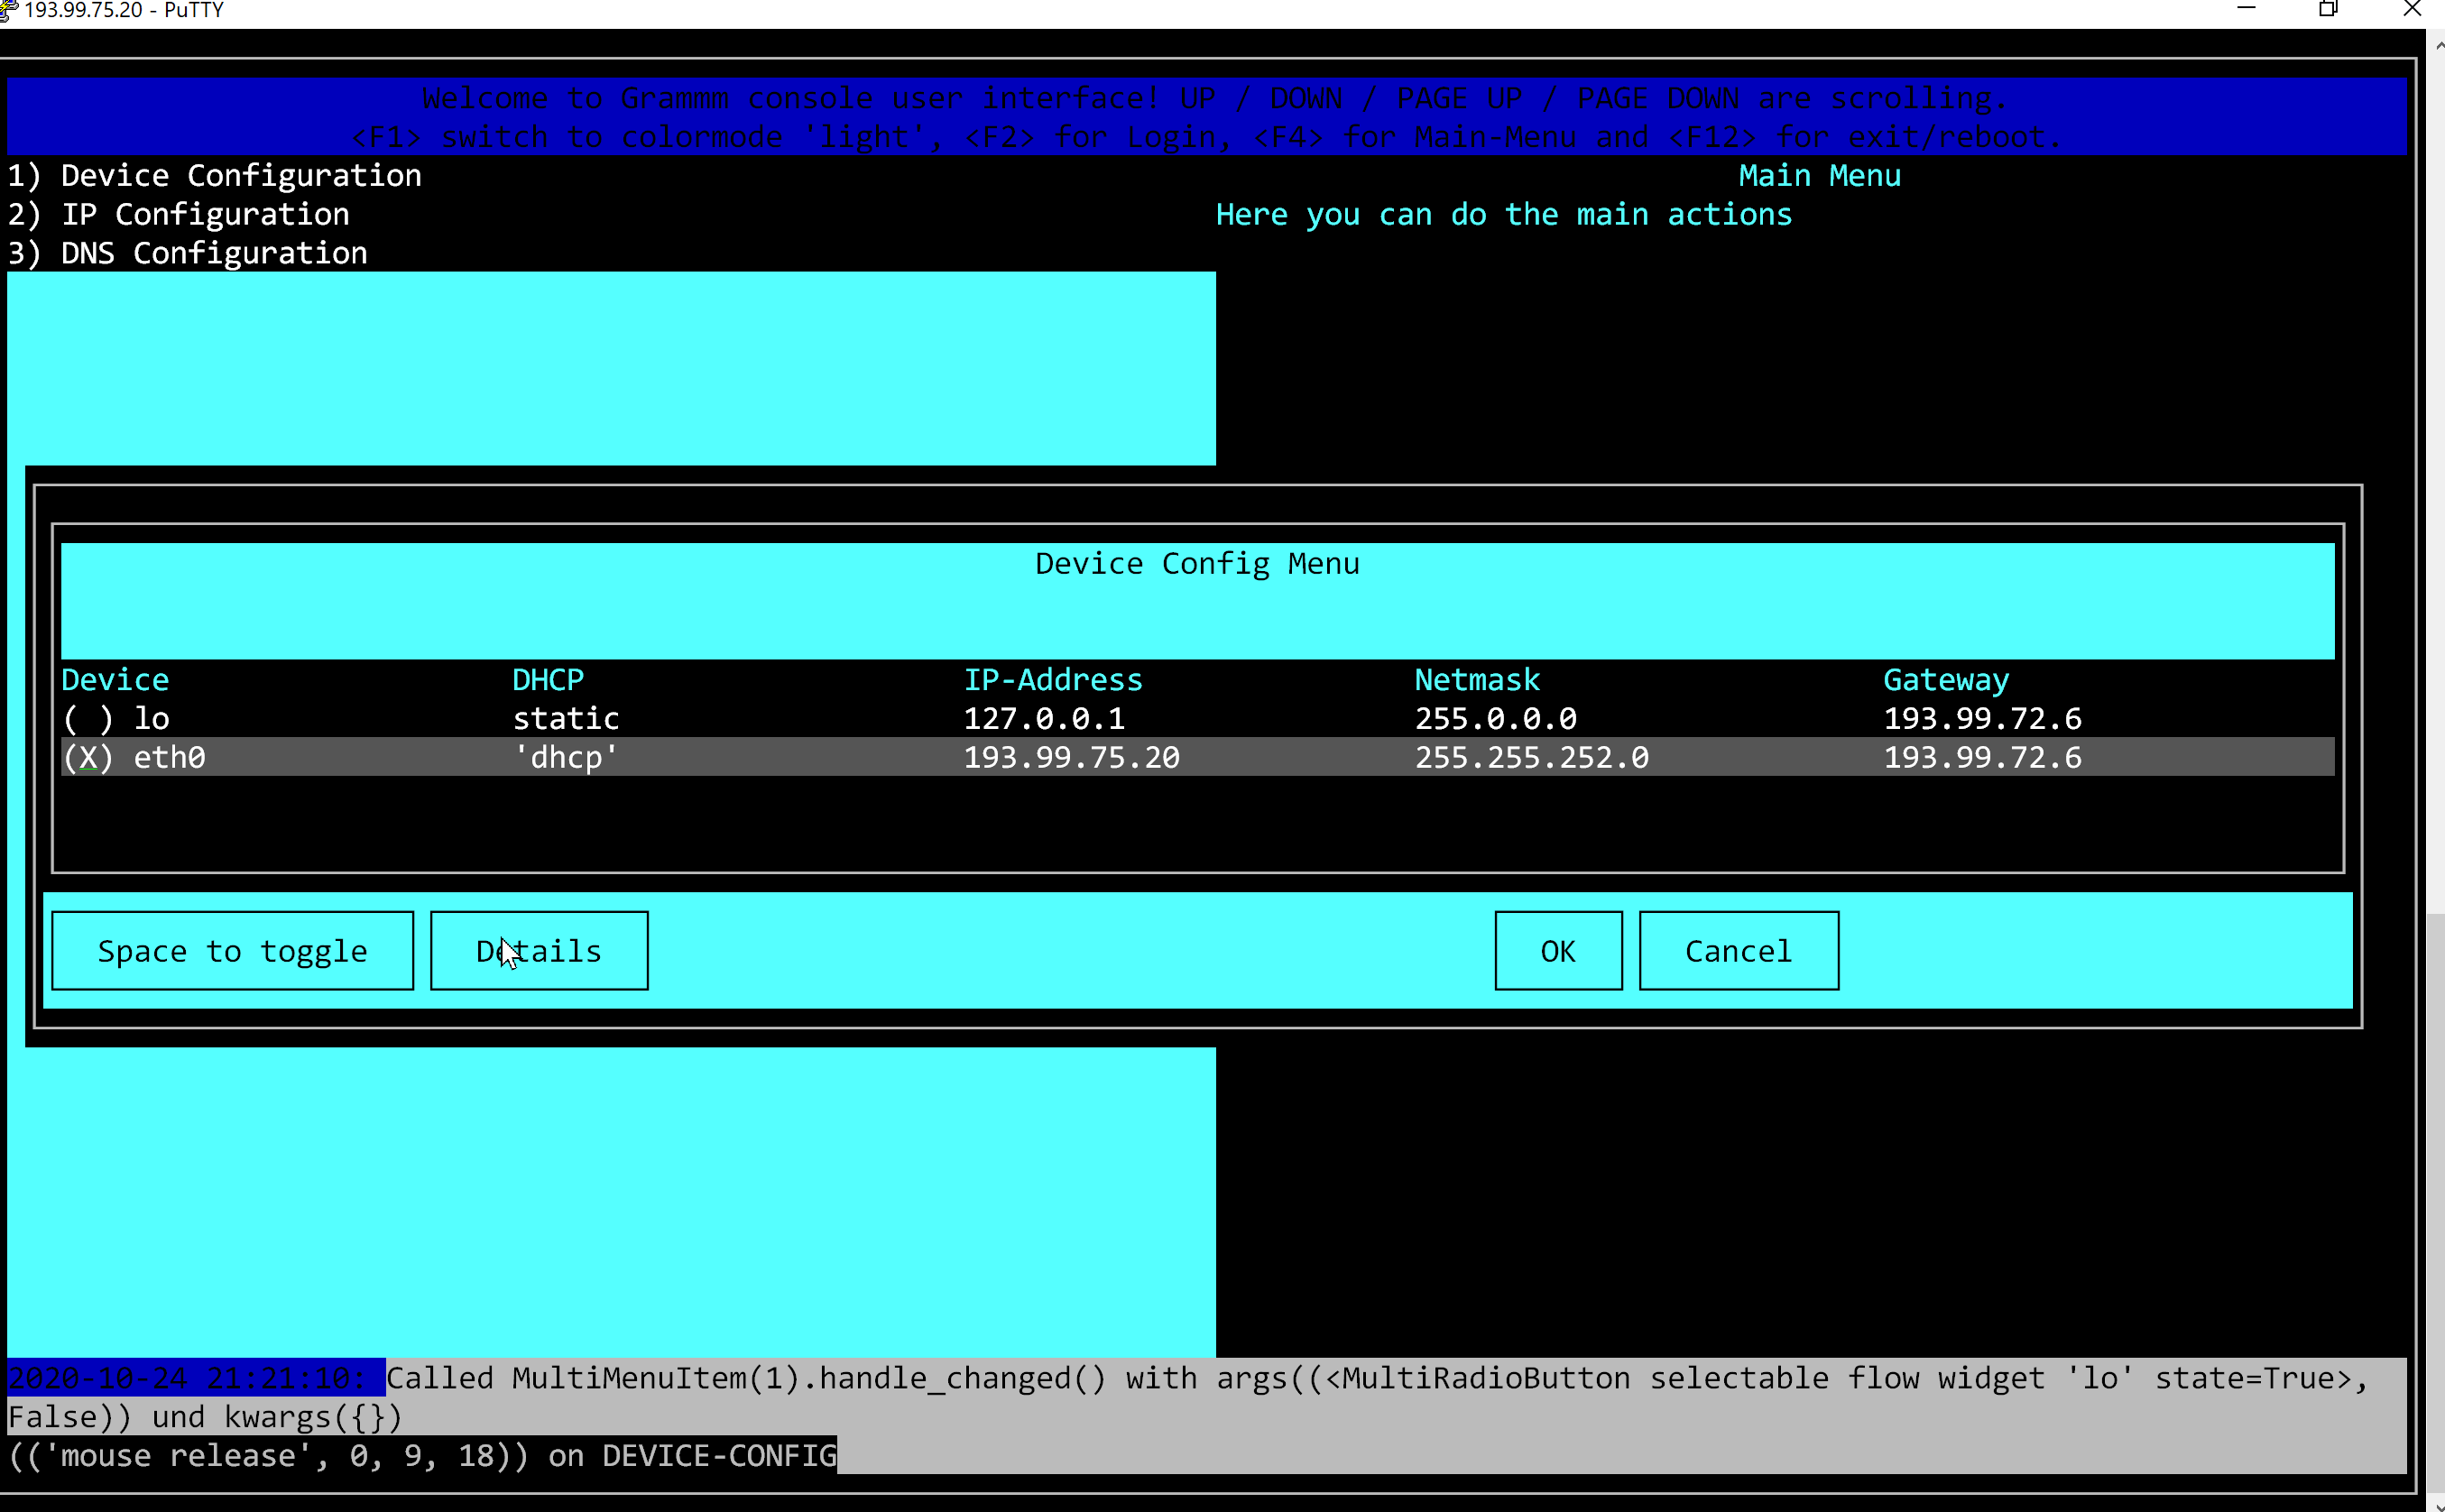 193.99.75.20 - PuTTY
Welcome to Grammm console user interface! UP / DOWN / PAGE UP / PAGE DOWN are scrolling.
<F1> switch to colormode 'light', <F2> for Login, <F4> for Main-Menu and <F12> for exit/reboot.
1) Device Configuration Main Menu
2) IP Configuration Here you can do the main actions
3) DNS Configuration
Device Config Menu
Device DHCP IP-Address Netmask Gateway
( ) lo static 127.0.0.1 255.0.0.0 193.99.72.6
(X) eth0 'dhcp' 193.99.75.20 255.255.252.0 193.99.72.6
Space to toggle Details OK Cancel
2020-10-24 21:21:10: Called MultiMenuItem(1).handle_changed() with args((<MultiRadioButton selectable flow widget 'lo' state=True>,
False)) und kwargs({})
(('mouse release', 0, 9, 18)) on DEVICE-CONFIG